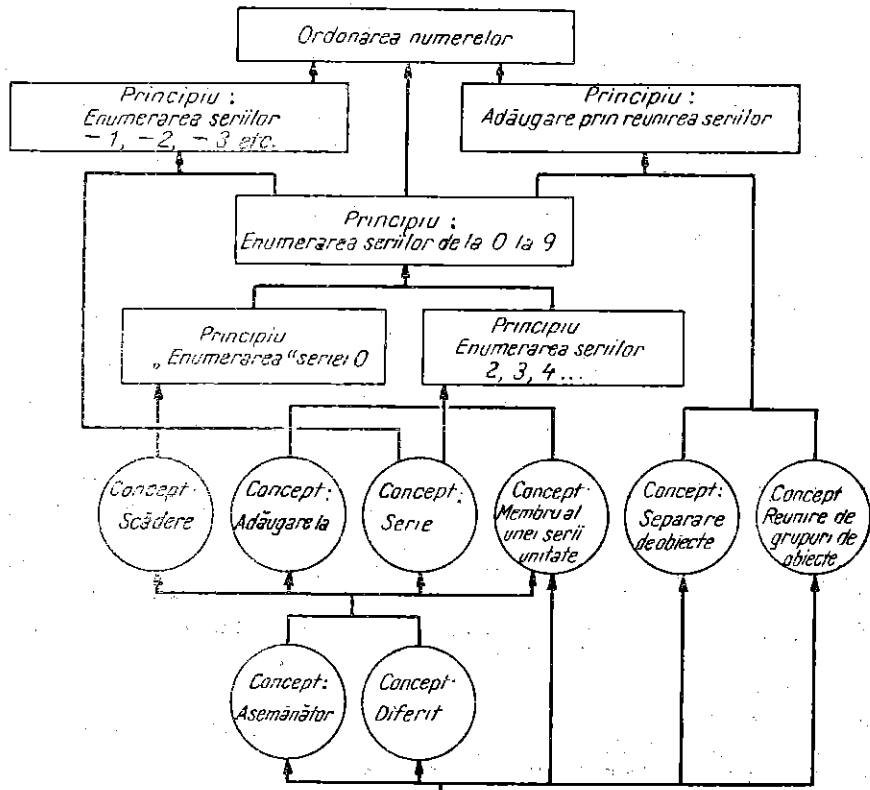 Ordonarea numerelor
Principiu :
Enumerarea seriilor
– 1, – 2, – 3 etc.
Principiu :
Adăugare prin reunirea seriilor
Principiu :
Enumerarea seriilor de la 0 la 9
Principiu
„Enumerarea“ seriei 0
Principiu
Enumerarea seriilor
2, 3, 4 ...
Concept:
Scădere
Concept:
Adăugare la
Concept:
Serie
Concept:
Membru al
unei serii
unitate
Concept:
Separare
de obiecte
Concept
Reunire de
grupuri de
obiecte
Concept:
Asemănător
Concept:
Diferit